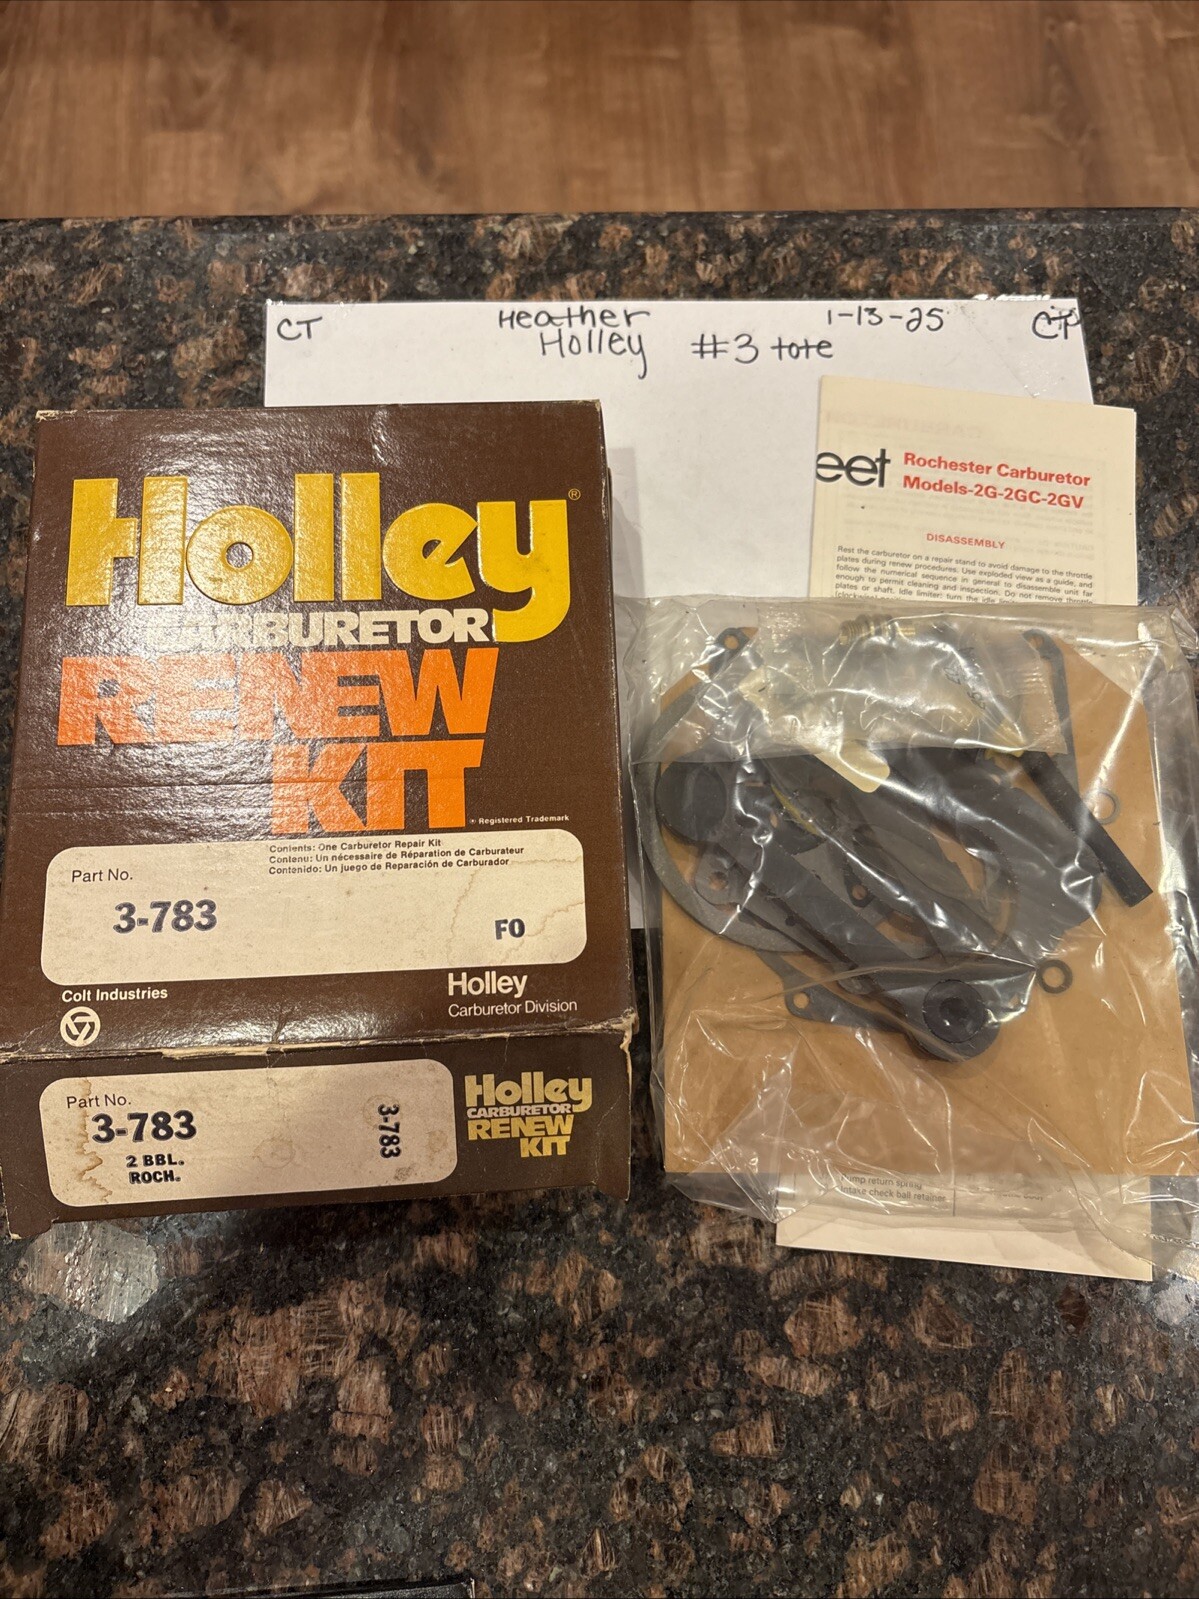 CT
Heather
1-13-25
CTP
Holley #3 tote
Holley®
CARBURETOR
RENEW
KIT
® Registered Trademark
Contents: One Carburetor Repair Kit
Contenu: Un nécessaire de Réparation de Carburateur
Contenido: Un juego de Reparación de Carburador
Part No.
3-783
F0
Colt Industries
Holley
Carburetor Division
Part No.
3-783
2 BBL.
ROCH.
3-783
Holley
CARBURETOR
RENEW
KIT
eet
Rochester Carburetor
Models-2G-2GC-2GV
DISASSEMBLY
Rest the carburetor on a repair stand to avoid damage to the throttle
plates during renew procedures. Use exploded view as a guide, and
follow the numerical sequence in general to disassemble unit far
enough to permit cleaning and inspection. Do not remove throttle
plates or shaft. Idle limiter: turn the idle
Pump return spring
Intake check ball retainer